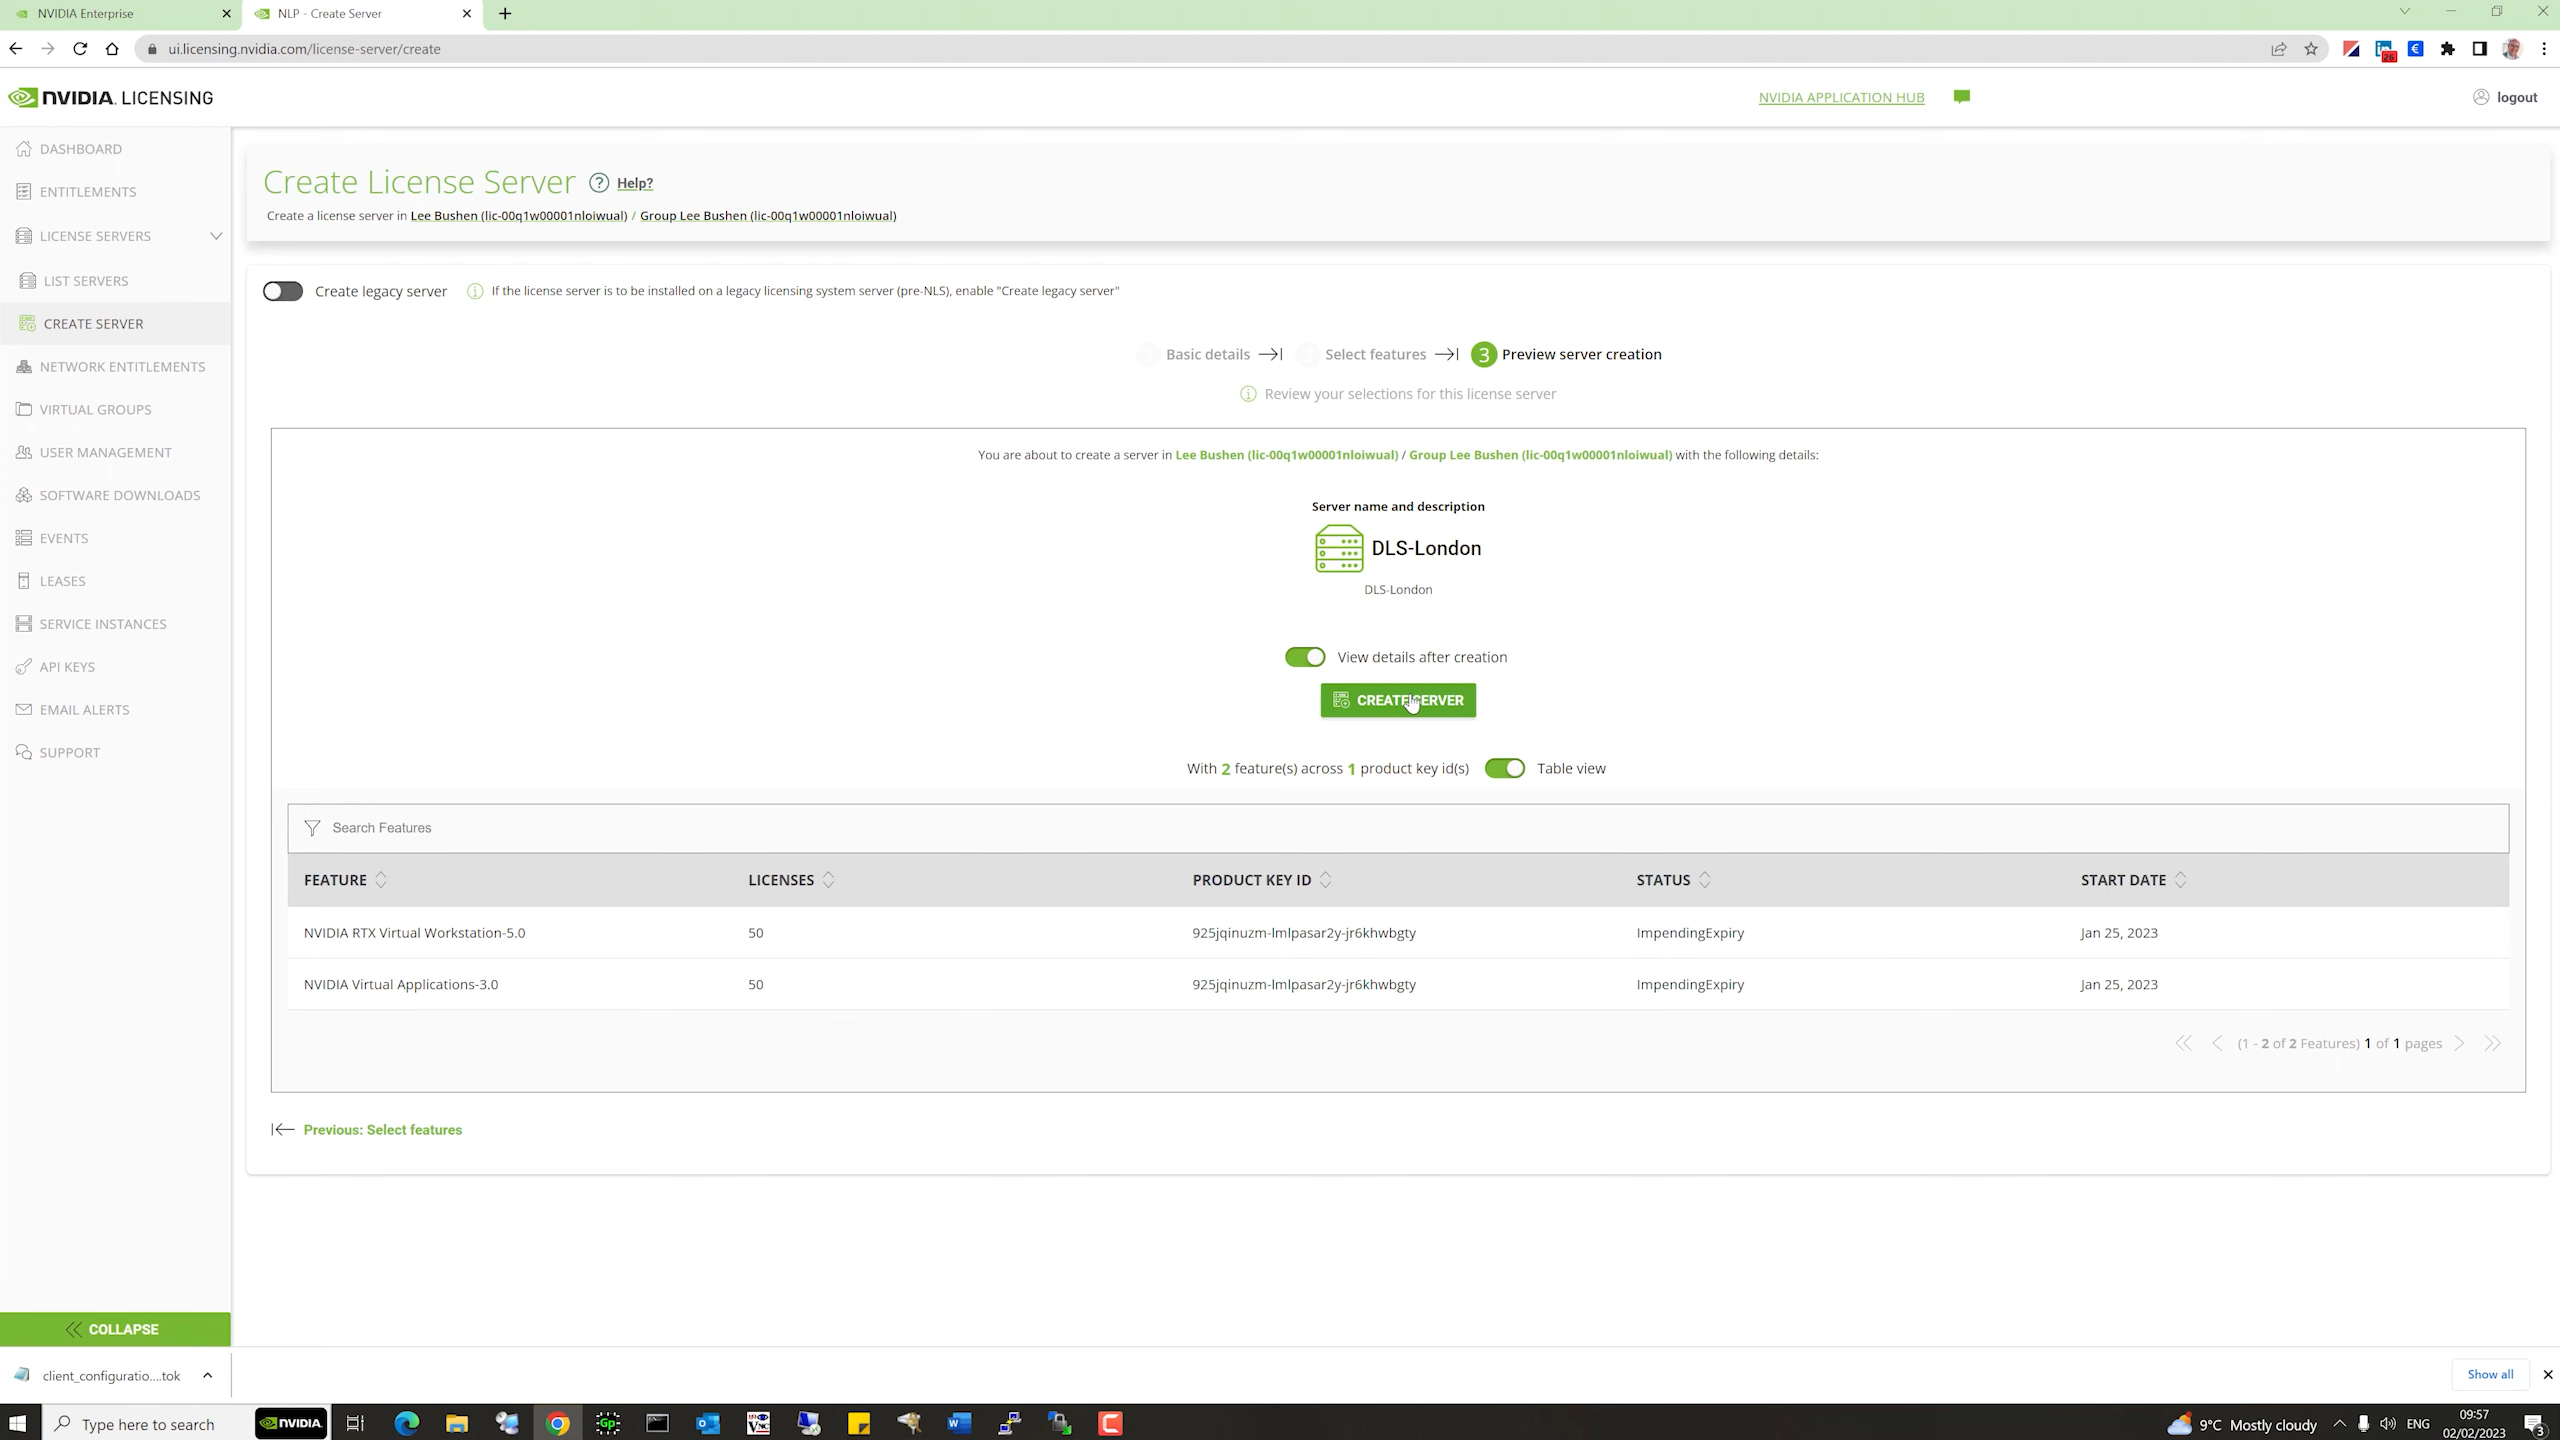 NVIDIA Enterprise
NLP - Create Server
ui.licensing.nvidia.com/license-server/create
26
NVIDIA. LICENSING
NVIDIA APPLICATION HUB
logout
DASHBOARD
ENTITLEMENTS
LICENSE SERVERS
LIST SERVERS
CREATE SERVER
NETWORK ENTITLEMENTS
VIRTUAL GROUPS
USER MANAGEMENT
SOFTWARE DOWNLOADS
EVENTS
LEASES
SERVICE INSTANCES
API KEYS
EMAIL ALERTS
SUPPORT
COLLAPSE
Create License Server
Help?
Create a license server in Lee Bushen (lic-00q1w00001nloiwual) / Group Lee Bushen (lic-00q1w00001nloiwual)
Create legacy server
If the license server is to be installed on a legacy licensing system server (pre-NLS), enable "Create legacy server"
1 Basic details 2 Select features 3 Preview server creation
Review your selections for this license server
You are about to create a server in Lee Bushen (lic-00q1w00001nloiwual) / Group Lee Bushen (lic-00q1w00001nloiwual) with the following details:
Server name and description
DLS-London
DLS-London
View details after creation
CREATE SERVER
With 2 feature(s) across 1 product key id(s)
Table view
Search Features
FEATURE LICENSES PRODUCT KEY ID STATUS START DATE
NVIDIA RTX Virtual Workstation-5.0 50 925jqinuzm-lmlpasar2y-jr6khwbgty ImpendingExpiry Jan 25, 2023
NVIDIA Virtual Applications-3.0 50 925jqinuzm-lmlpasar2y-jr6khwbgty ImpendingExpiry Jan 25, 2023
(1 - 2 of 2 Features) 1 of 1 pages
Previous: Select features
client_configuratio....tok
Show all
Type here to search
NVIDIA.
Gp
9°C Mostly cloudy
ENG
09:57
02/02/2023
3